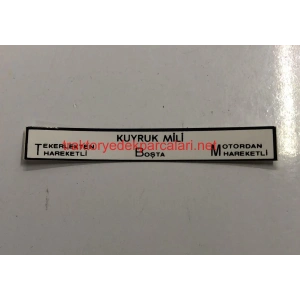 KUYRUK MİLİ
TEKERLEKTEN HAREKETLİ
BOŞTA
MOTORDAN HAREKETLİ
traktoryedekparcalari.net